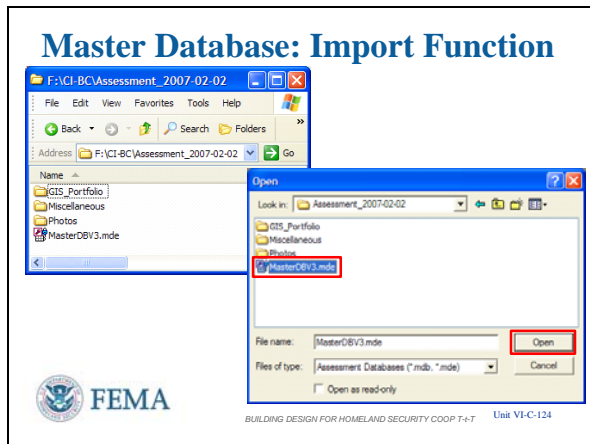 Master Database: Import Function
F:\CI-BC\Assessment_2007-02-02
File Edit View Favorites Tools Help
Back Search Folders »
Address F:\CI-BC\Assessment_2007-02-02 Go
Name
GIS_Portfolio
Miscellaneous
Photos
MasterDBV3.mde
Open
Look in: Assessment_2007-02-02
GIS_Portfolio
Miscellaneous
Photos
MasterDBV3.mde
File name: MasterDBV3.mde Open
Files of type: Assessment Databases (*.mdb, *.mde) Cancel
Open as read-only
FEMA
BUILDING DESIGN FOR HOMELAND SECURITY COOP T-t-T Unit VI-C-124